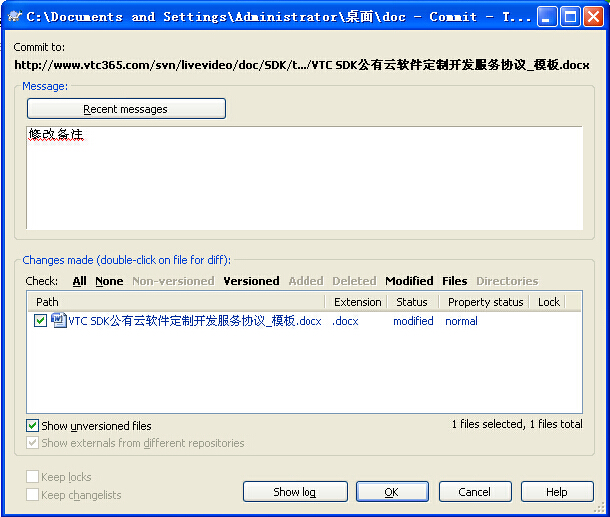 C:\Documents and Settings\Administrator\桌面\doc - Commit - T...
Commit to:
http://www.vtc365.com/svn/livevideo/doc/SDK/t.../VTC SDK公有云软件定制开发服务协议_模板.docx
Message:
Recent messages
修改备注
Changes made (double-click on file for diff):
Check: All None Non-versioned Versioned Added Deleted Modified Files Directories
Path Extension Status Property status Lock
VTC SDK公有云软件定制开发服务协议_模板.docx .docx modified normal
Show unversioned files 1 files selected, 1 files total
Show externals from different repositories
Keep locks
Keep changelists
Show log OK Cancel Help